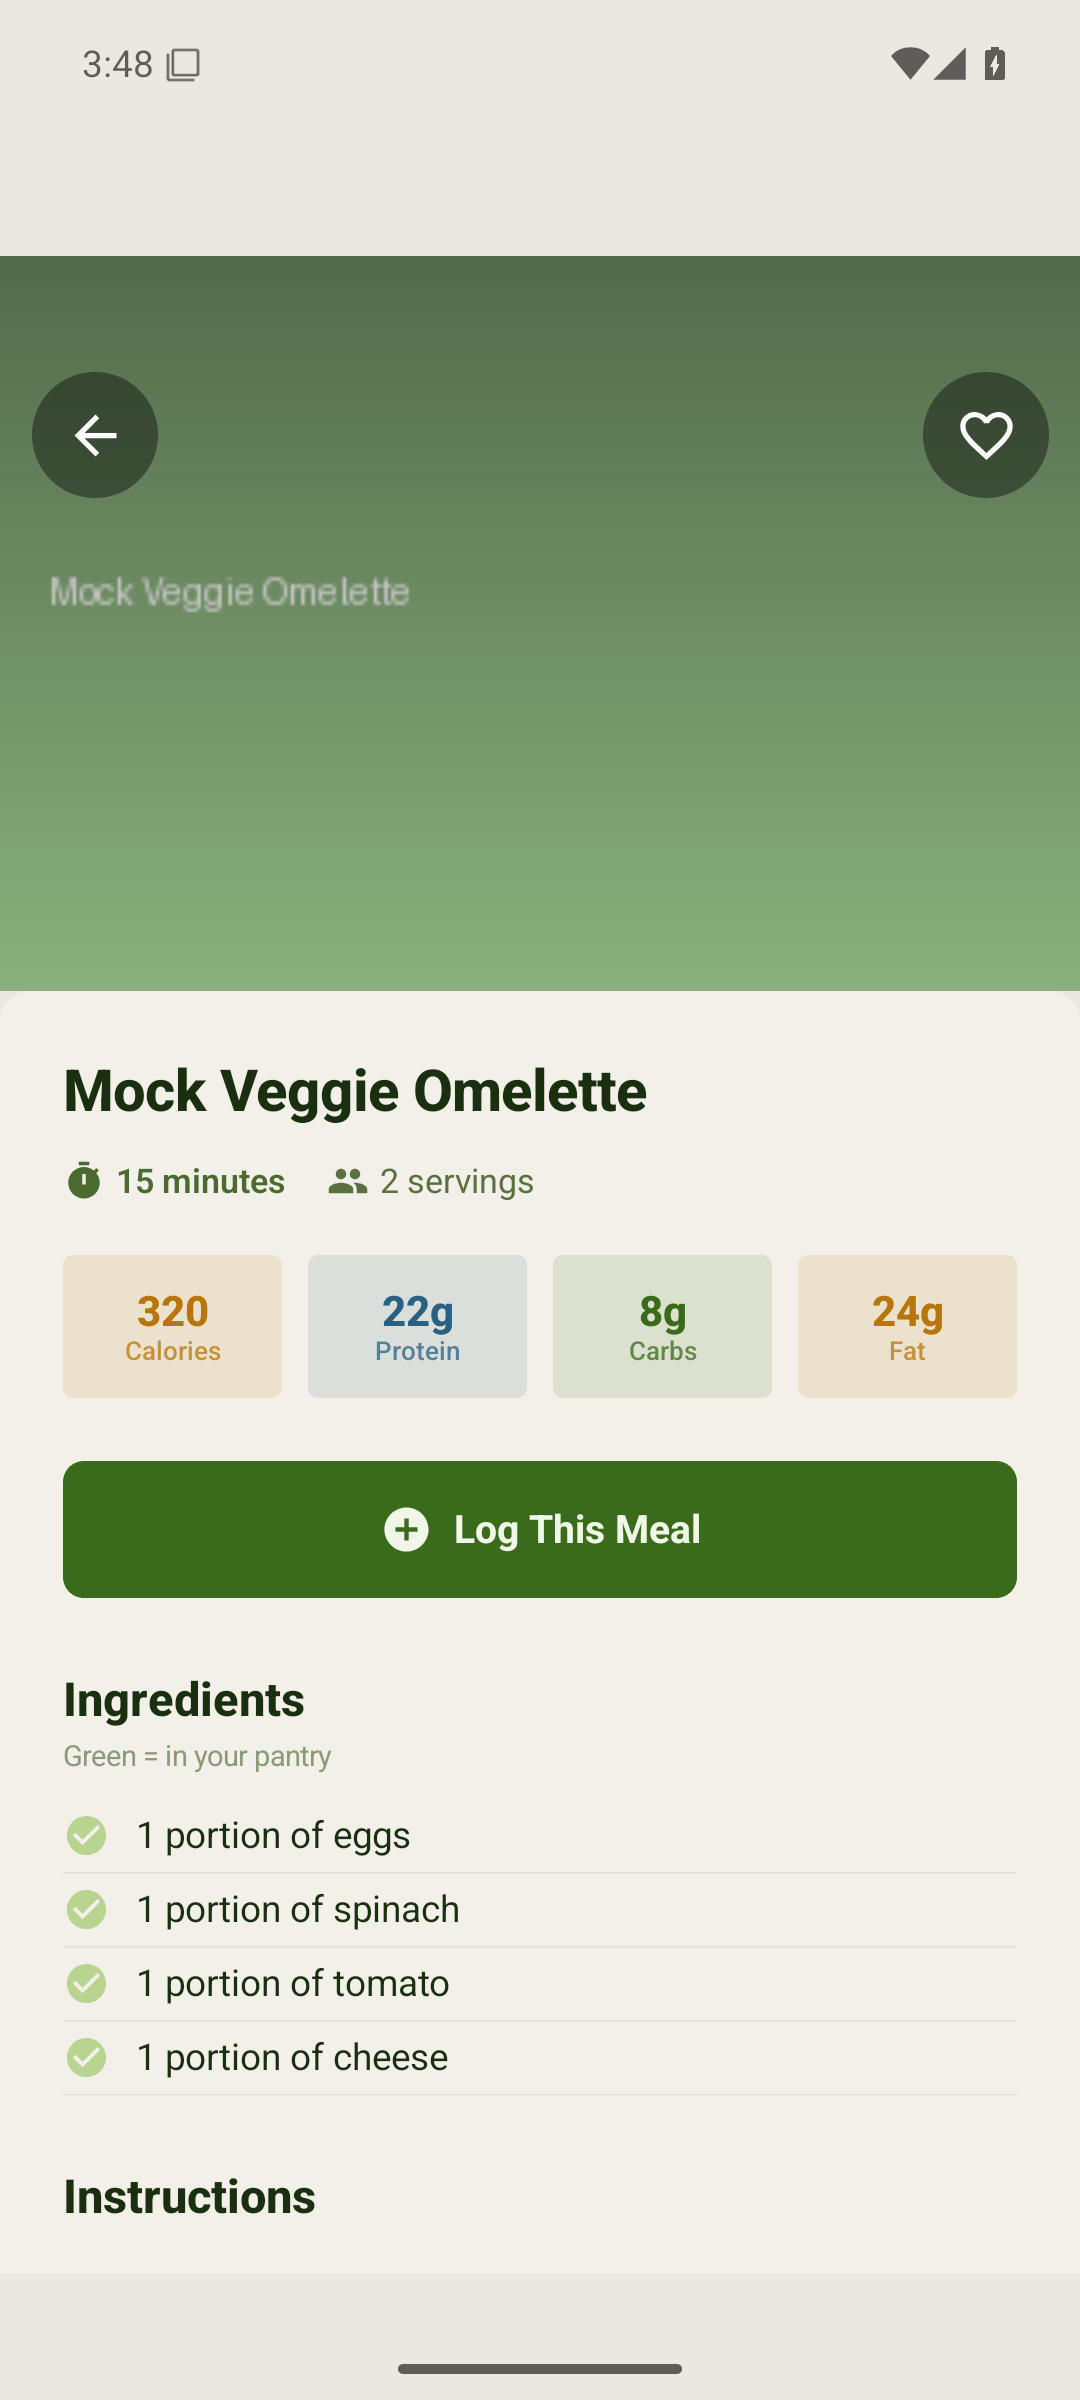 3:48
Mock Veggie Omelette
Mock Veggie Omelette
15 minutes 2 servings
320 22g 8g 24g
Calories Protein Carbs Fat
Log This Meal
Ingredients
Green = in your pantry
1 portion of eggs
1 portion of spinach
1 portion of tomato
1 portion of cheese
Instructions